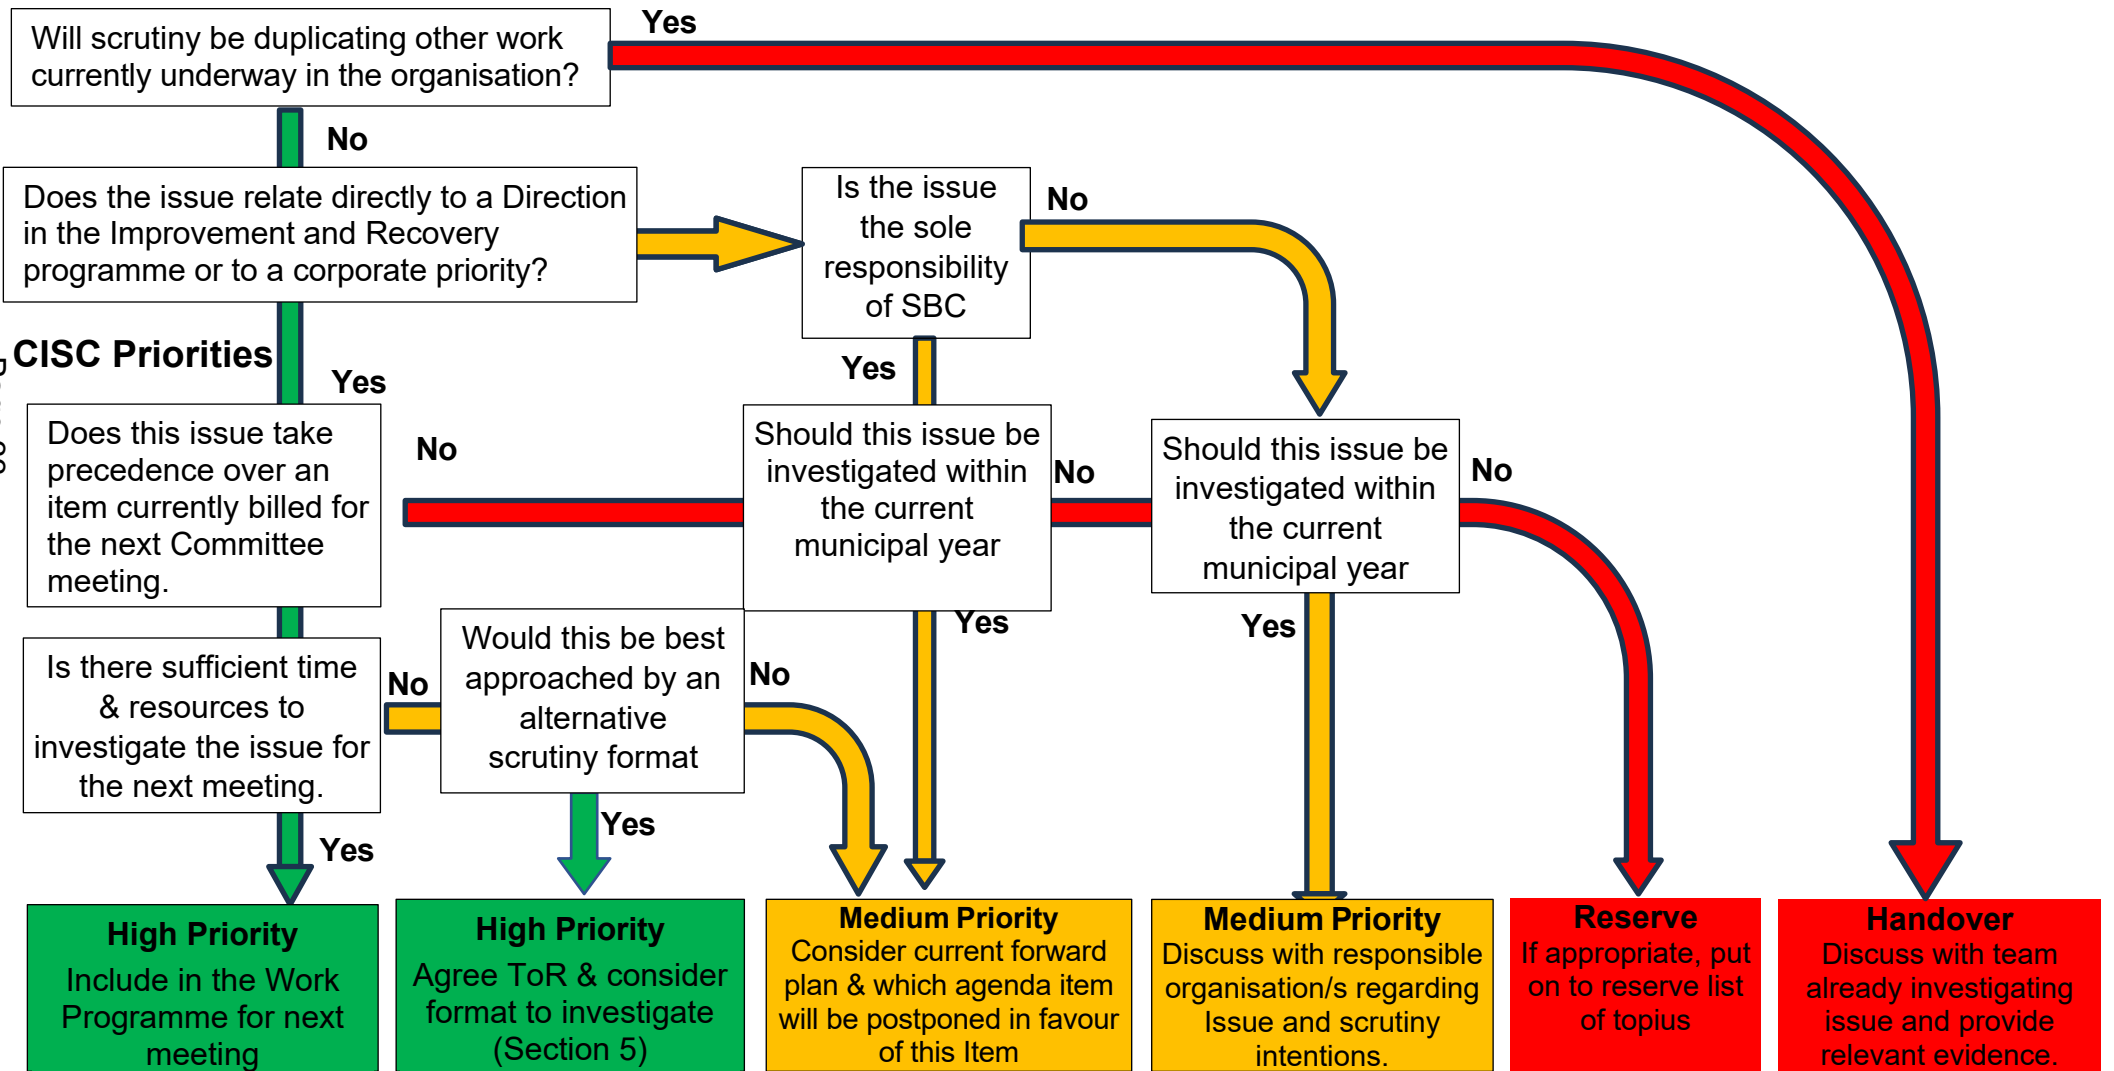 Will scrutiny be duplicating other work
currently underway in the organisation?
Yes
No
Does the issue relate directly to a Direction
in the Improvement and Recovery
programme or to a corporate priority?
Is the issue
the sole
responsibility
of SBC
No
CISC Priorities
Yes
Yes
Does this issue take
precedence over an
item currently billed for
the next Committee
meeting.
No
Should this issue be
investigated within
the current
municipal year
No
Should this issue be
investigated within
the current
municipal year
No
Is there sufficient time
& resources to
investigate the issue for
the next meeting.
No
Would this be best
approached by an
alternative
scrutiny format
No
Yes
Yes
Yes
Yes
High Priority
Include in the Work
Programme for next
meeting
High Priority
Agree ToR & consider
format to investigate
(Section 5)
Medium Priority
Consider current forward
plan & which agenda item
will be postponed in favour
of this Item
Medium Priority
Discuss with responsible
organisation/s regarding
Issue and scrutiny
intentions.
Reserve
If appropriate, put
on to reserve list
of topius
Handover
Discuss with team
already investigating
issue and provide
relevant evidence.